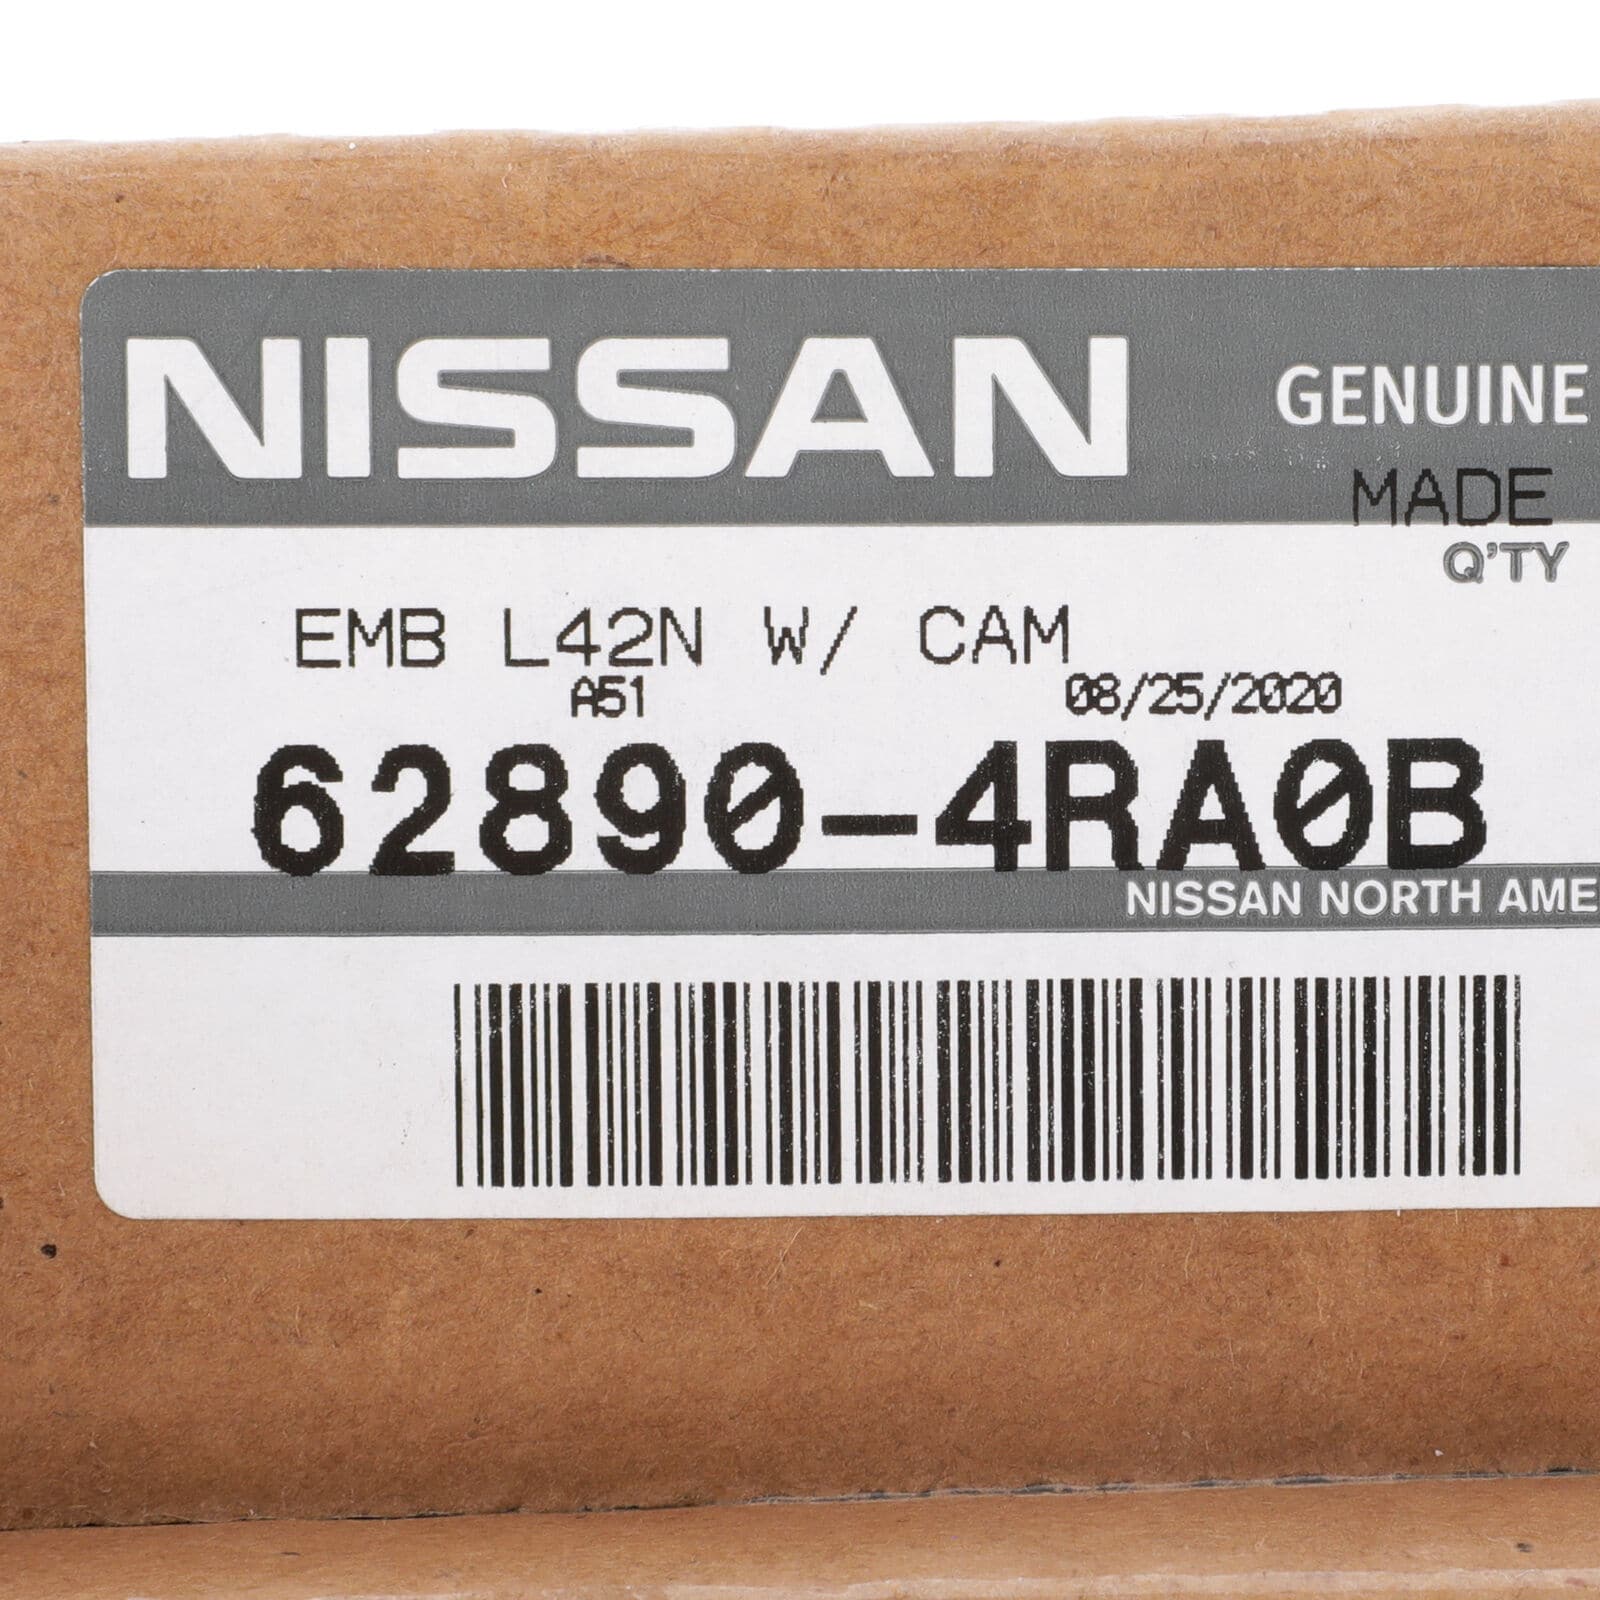 NISSAN GENUINE
MADE
Q'TY
EMB L42N W/ CAM
A51 08/25/2020
62890-4RA0B
NISSAN NORTH AME